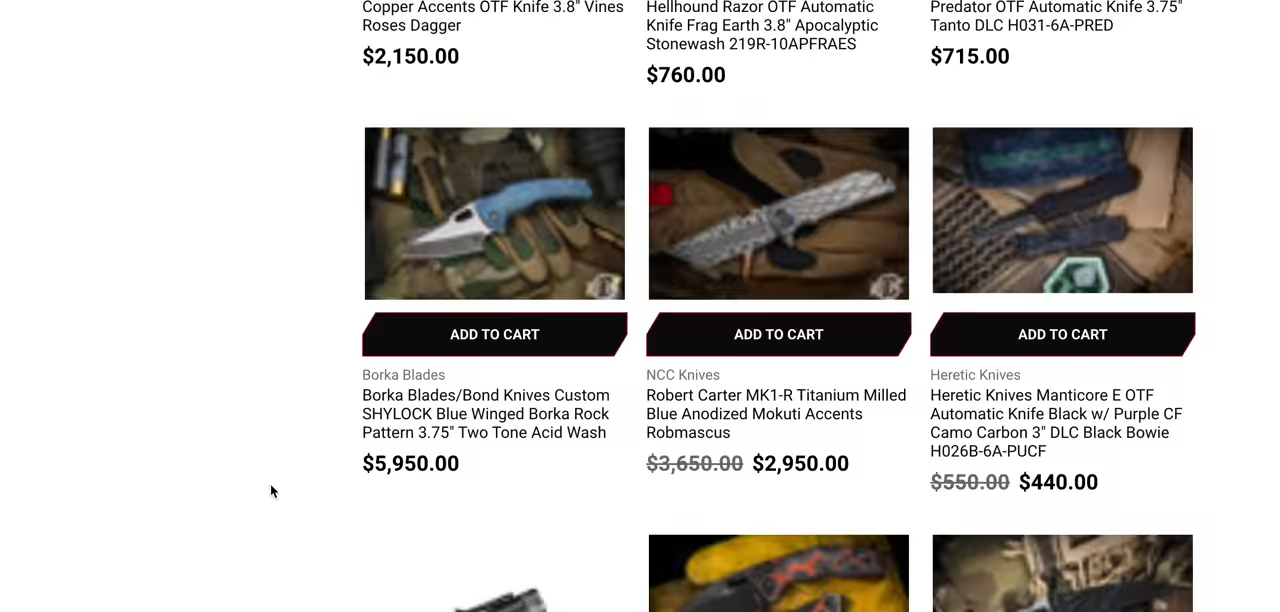 Copper Accents OTF Knife 3.8" Vines
Roses Dagger
$2,150.00
Hellhound Razor OTF Automatic
Knife Frag Earth 3.8" Apocalyptic
Stonewash 219R-10APFRAES
$760.00
Predator OTF Automatic Knife 3.75"
Tanto DLC H031-6A-PRED
$715.00
ADD TO CART
Borka Blades
Borka Blades/Bond Knives Custom
SHYLOCK Blue Winged Borka Rock
Pattern 3.75" Two Tone Acid Wash
$5,950.00
ADD TO CART
NCC Knives
Robert Carter MK1-R Titanium Milled
Blue Anodized Mokuti Accents
Robmascus
$3,650.00 $2,950.00
ADD TO CART
Heretic Knives
Heretic Knives Manticore E OTF
Automatic Knife Black w/ Purple CF
Camo Carbon 3" DLC Black Bowie
H026B-6A-PUCF
$550.00 $440.00